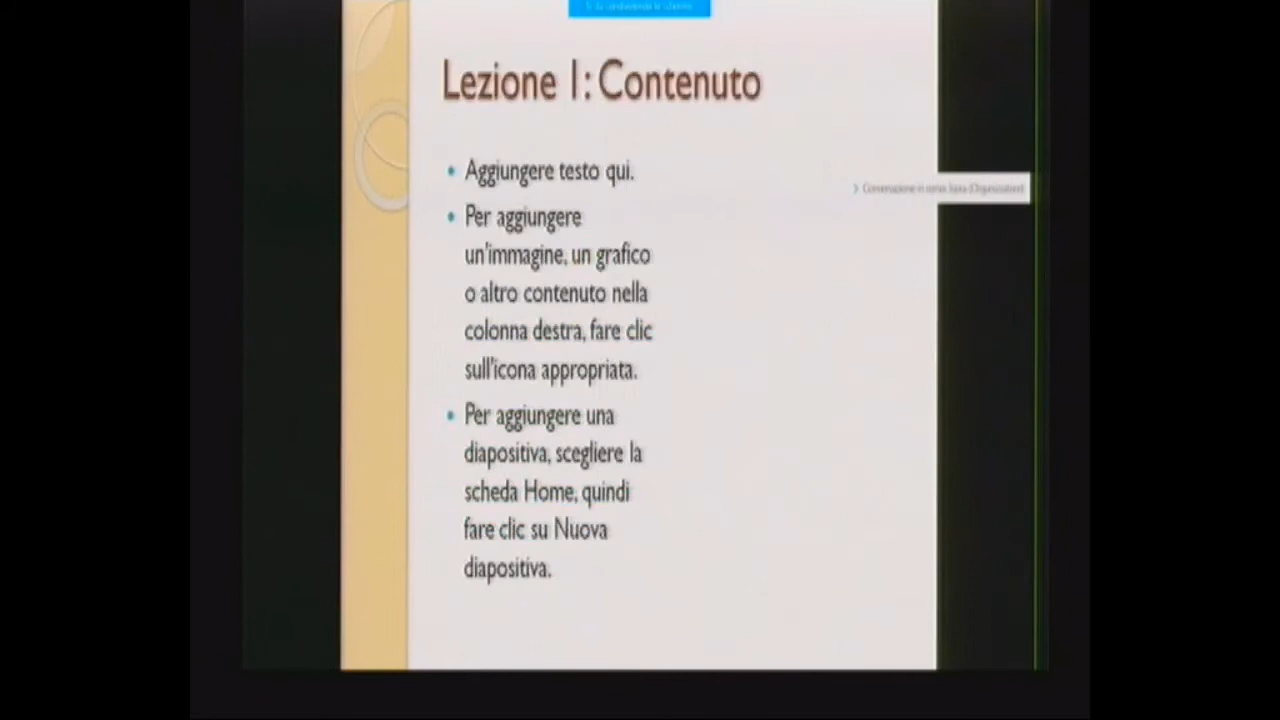 Lezione 1: Contenuto
• Aggiungere testo qui.
• Per aggiungere
un'immagine, un grafico
o altro contenuto nella
colonna destra, fare clic
sull'icona appropriata.
• Per aggiungere una
diapositiva, scegliere la
scheda Home, quindi
fare clic su Nuova
diapositiva.